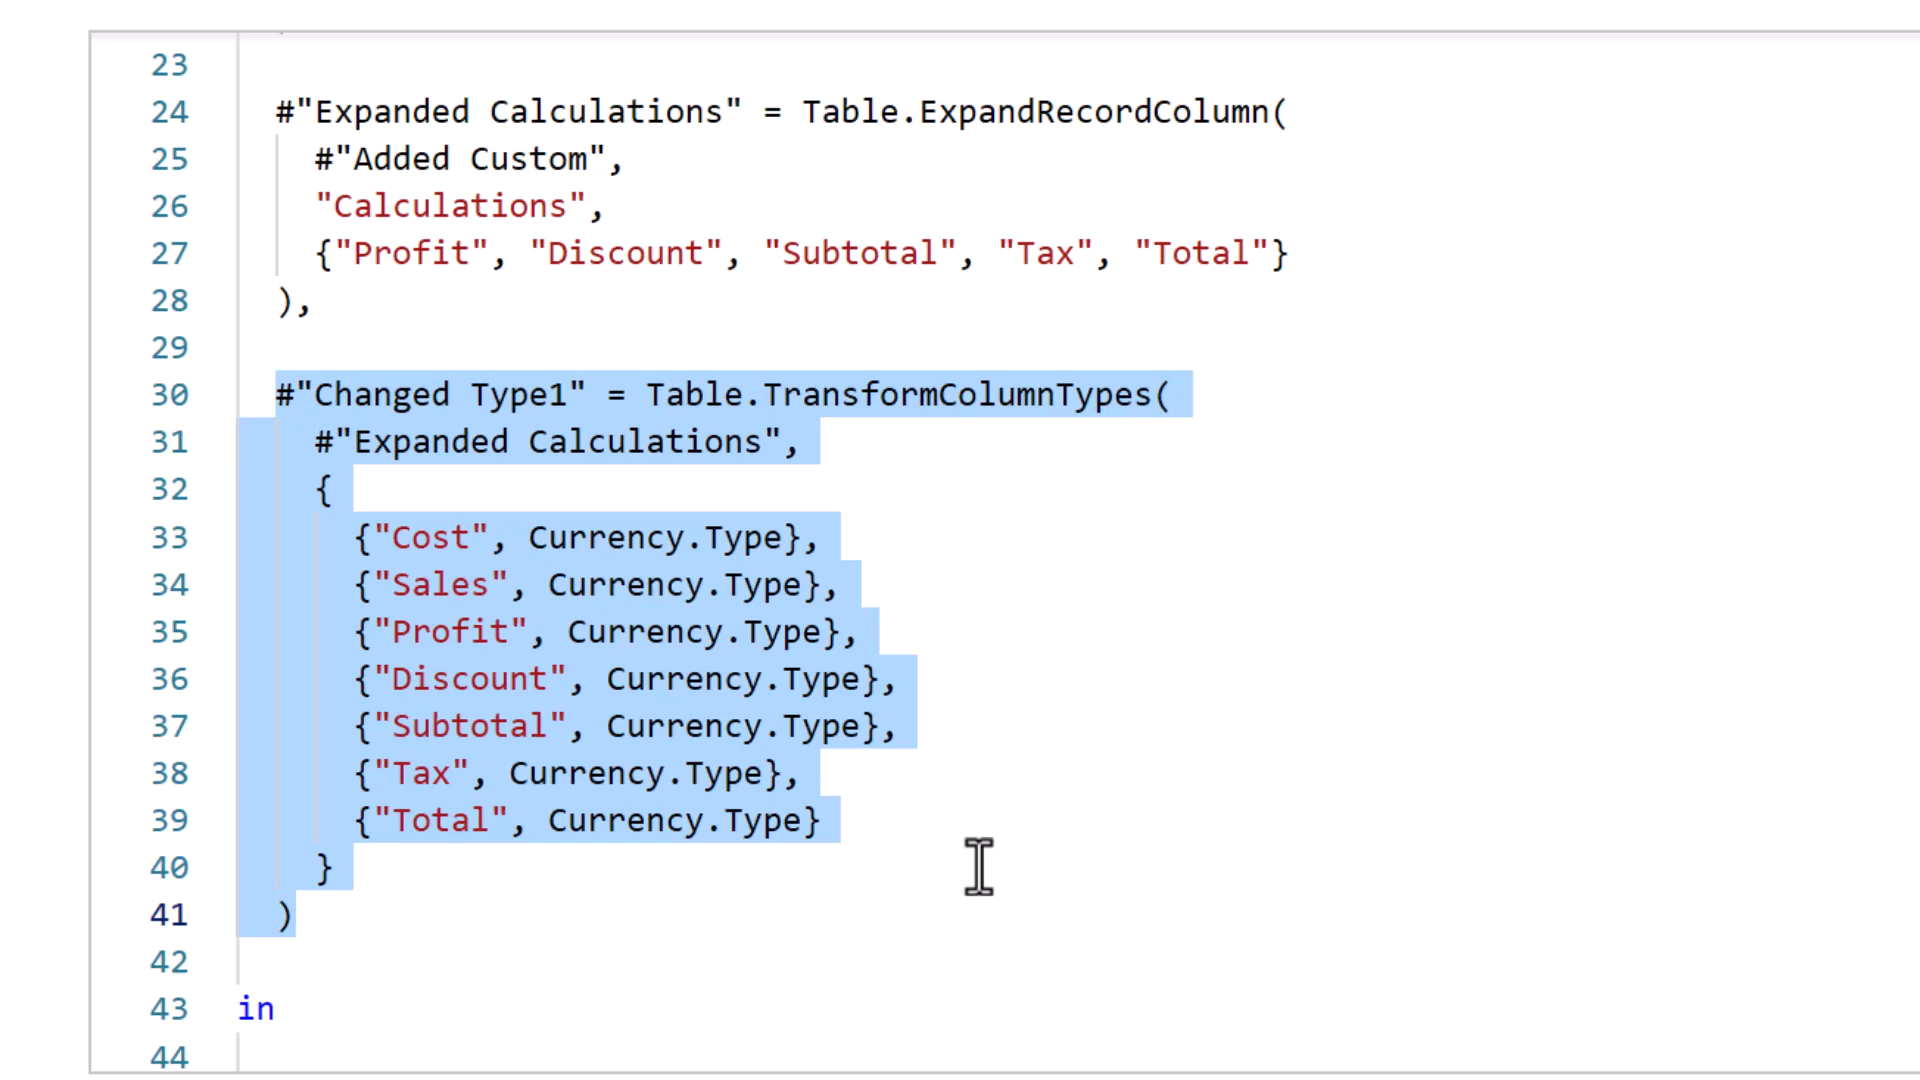 23
24 #"Expanded Calculations" = Table.ExpandRecordColumn(
25 #"Added Custom",
26 "Calculations",
27 {"Profit", "Discount", "Subtotal", "Tax", "Total"}
28 ),
29
30 #"Changed Type1" = Table.TransformColumnTypes(
31 #"Expanded Calculations",
32 {
33 {"Cost", Currency.Type},
34 {"Sales", Currency.Type},
35 {"Profit", Currency.Type},
36 {"Discount", Currency.Type},
37 {"Subtotal", Currency.Type},
38 {"Tax", Currency.Type},
39 {"Total", Currency.Type}
40 }
41 )
42
43 in
44